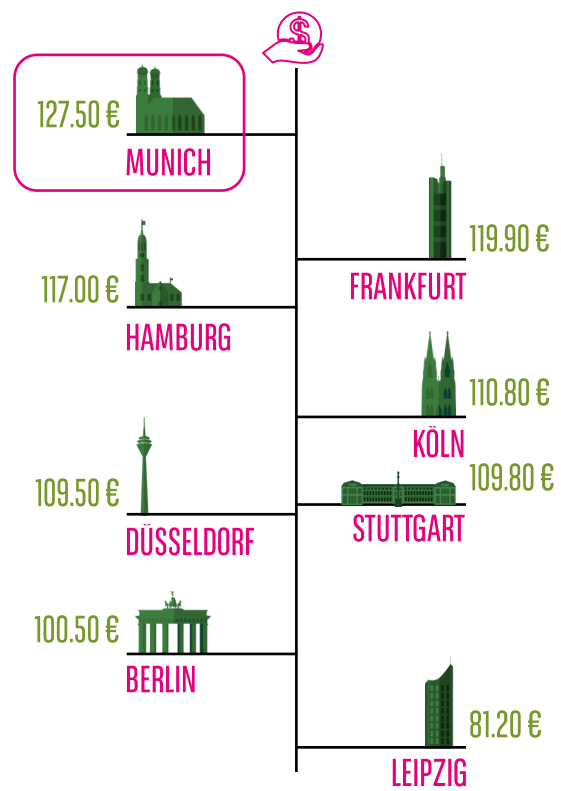 $
127.50 €
MUNICH
119.90 €
FRANKFURT
117.00 €
HAMBURG
110.80 €
KÖLN
109.80 €
STUTTGART
109.50 €
DÜSSELDORF
100.50 €
BERLIN
81.20 €
LEIPZIG